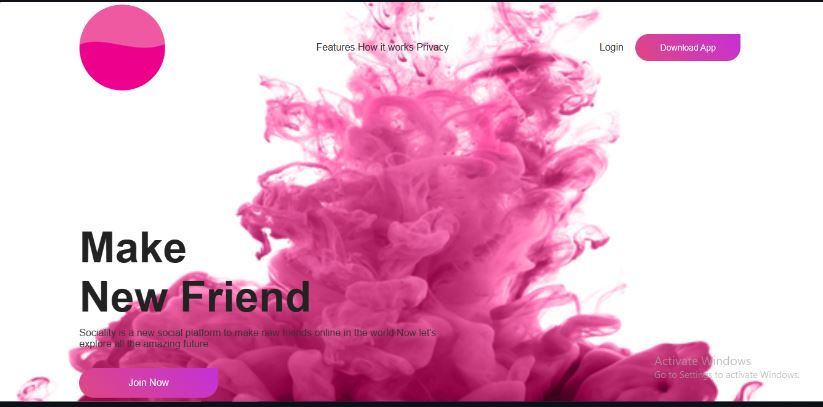 Features How it works Privacy
Login
Download App
Make
New Friend
Sociality is a new social platform to make new friends online in the world Now let's
explore all the amazing future
Join Now
Activate Windows
Go to Settings to activate Windows.